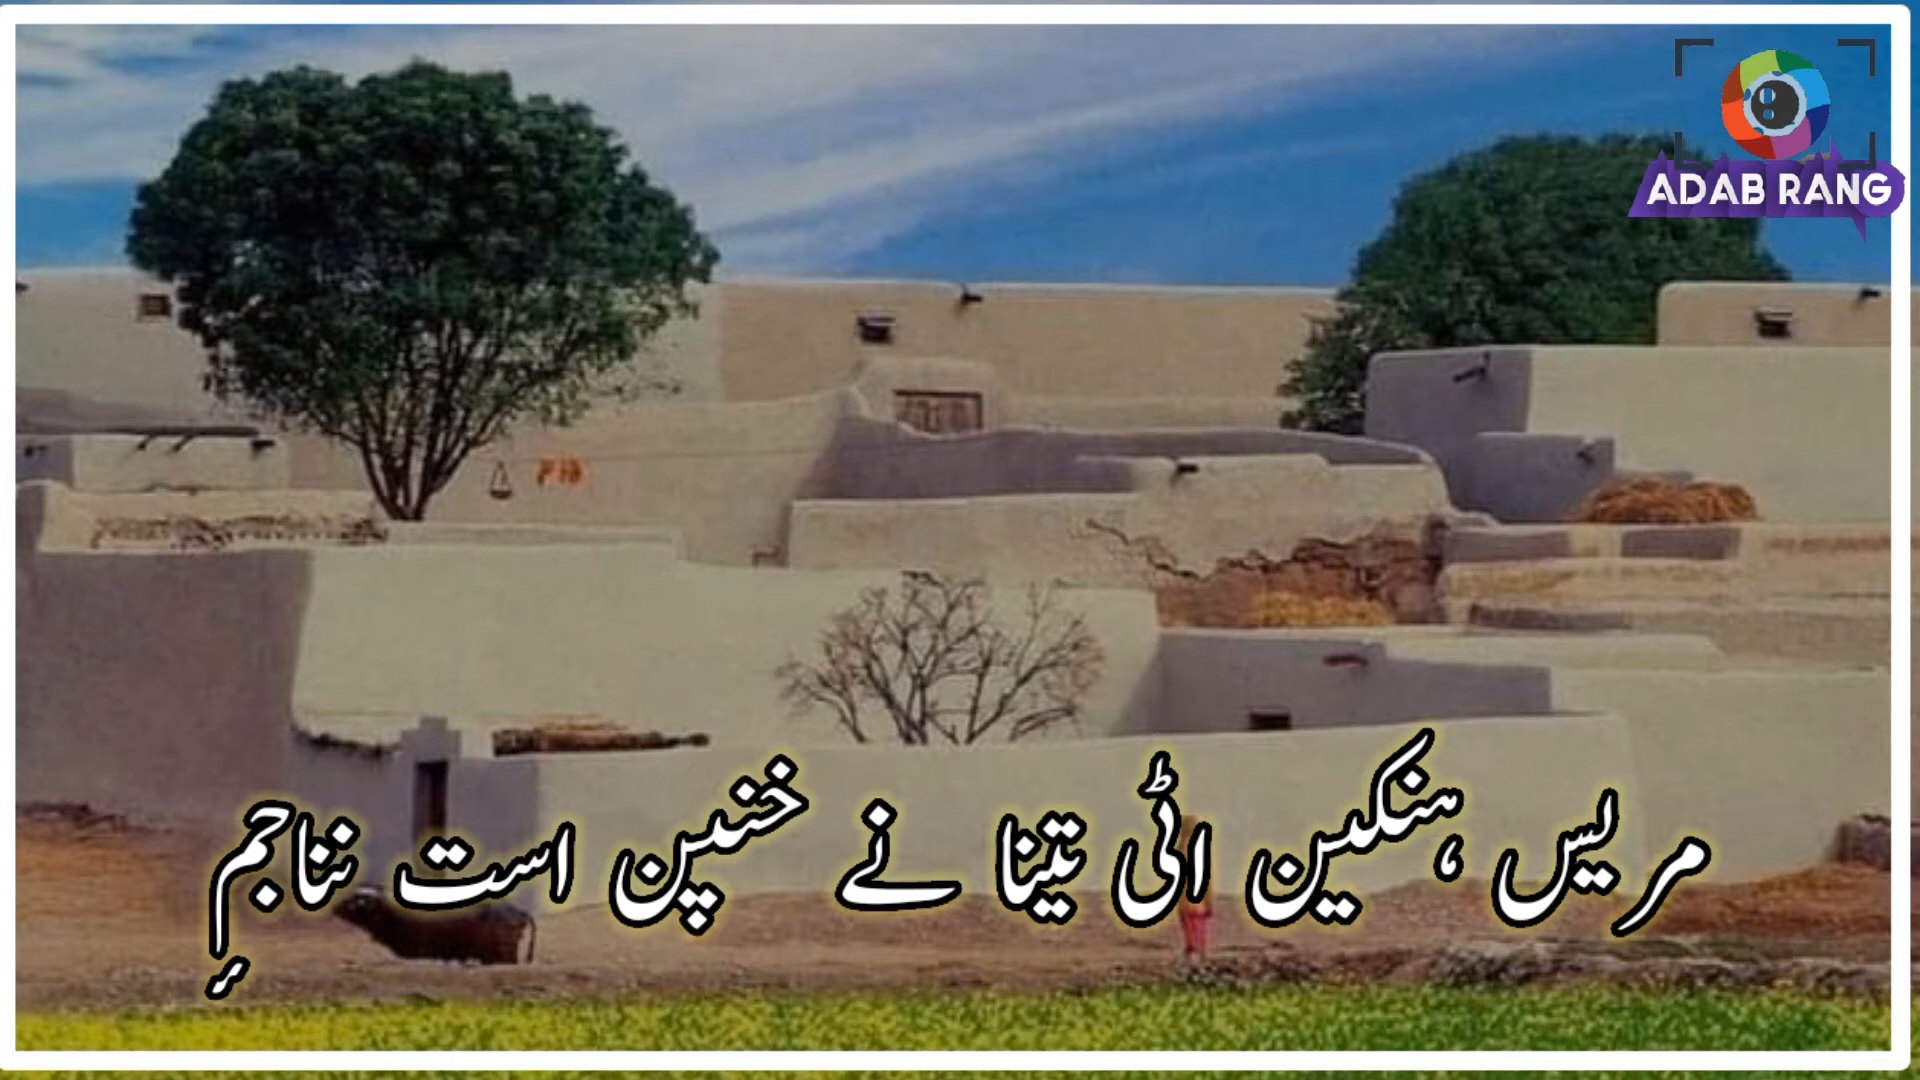 ADAB RANG
مریس ہنکین اٹی تینا نے خنپن است نناجمِ